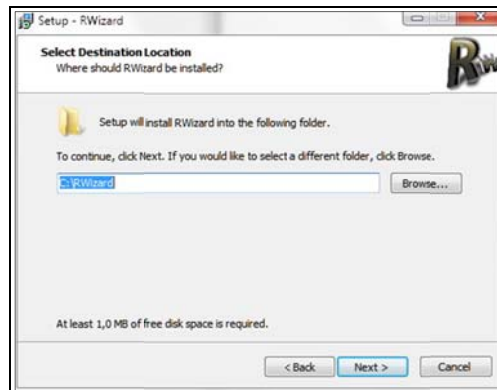 Setup - RWizard
Select Destination Location
Where should RWizard be installed?
Setup will install RWizard into the following folder.
To continue, click Next. If you would like to select a different folder, click Browse.
C:\RWizard
Browse...
At least 1,0 MB of free disk space is required.
< Back
Next >
Cancel